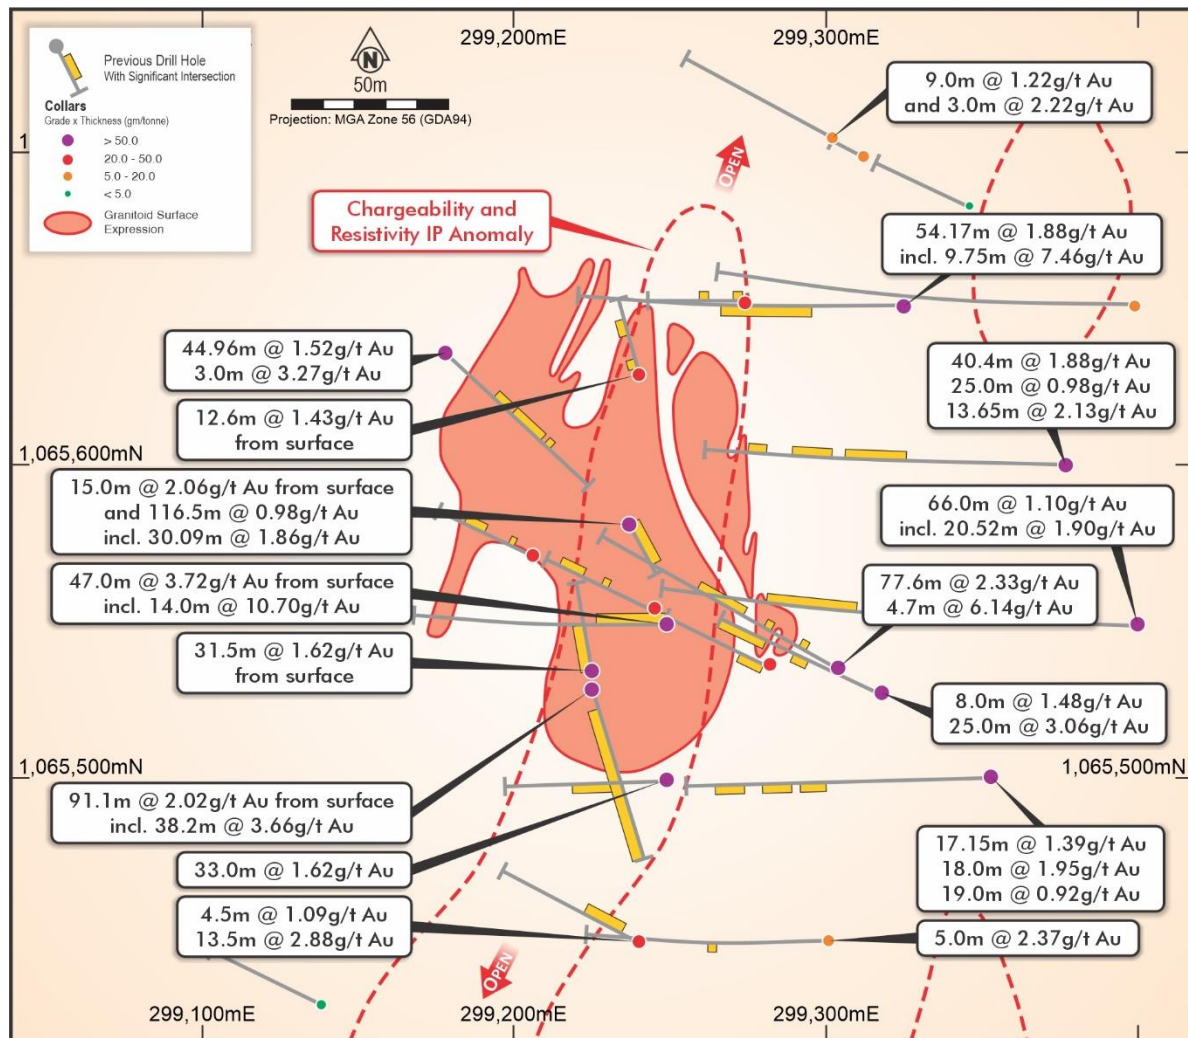 299,200mE
299,300mE
Previous Drill Hole
With Significant Intersection
Collars
Grade x Thickness (gm/tonne)
> 50.0
20.0 - 50.0
5.0 - 20.0
< 5.0
Granitoid Surface
Expression
N
50m
Projection: MGA Zone 56 (GDA94)
9.0m @ 1.22g/t Au
and 3.0m @ 2.22g/t Au
OPEN
Chargeability and
Resistivity IP Anomaly
54.17m @ 1.88g/t Au
incl. 9.75m @ 7.46g/t Au
44.96m @ 1.52g/t Au
3.0m @ 3.27g/t Au
40.4m @ 1.88g/t Au
25.0m @ 0.98g/t Au
13.65m @ 2.13g/t Au
12.6m @ 1.43g/t Au
from surface
1,065,600mN
15.0m @ 2.06g/t Au from surface
and 116.5m @ 0.98g/t Au
incl. 30.09m @ 1.86g/t Au
66.0m @ 1.10g/t Au
incl. 20.52m @ 1.90g/t Au
47.0m @ 3.72g/t Au from surface
incl. 14.0m @ 10.70g/t Au
77.6m @ 2.33g/t Au
4.7m @ 6.14g/t Au
31.5m @ 1.62g/t Au
from surface
8.0m @ 1.48g/t Au
25.0m @ 3.06g/t Au
1,065,500mN
1,065,500mN
91.1m @ 2.02g/t Au from surface
incl. 38.2m @ 3.66g/t Au
33.0m @ 1.62g/t Au
17.15m @ 1.39g/t Au
18.0m @ 1.95g/t Au
19.0m @ 0.92g/t Au
4.5m @ 1.09g/t Au
13.5m @ 2.88g/t Au
5.0m @ 2.37g/t Au
OPEN
299,100mE
299,200mE
299,300mE